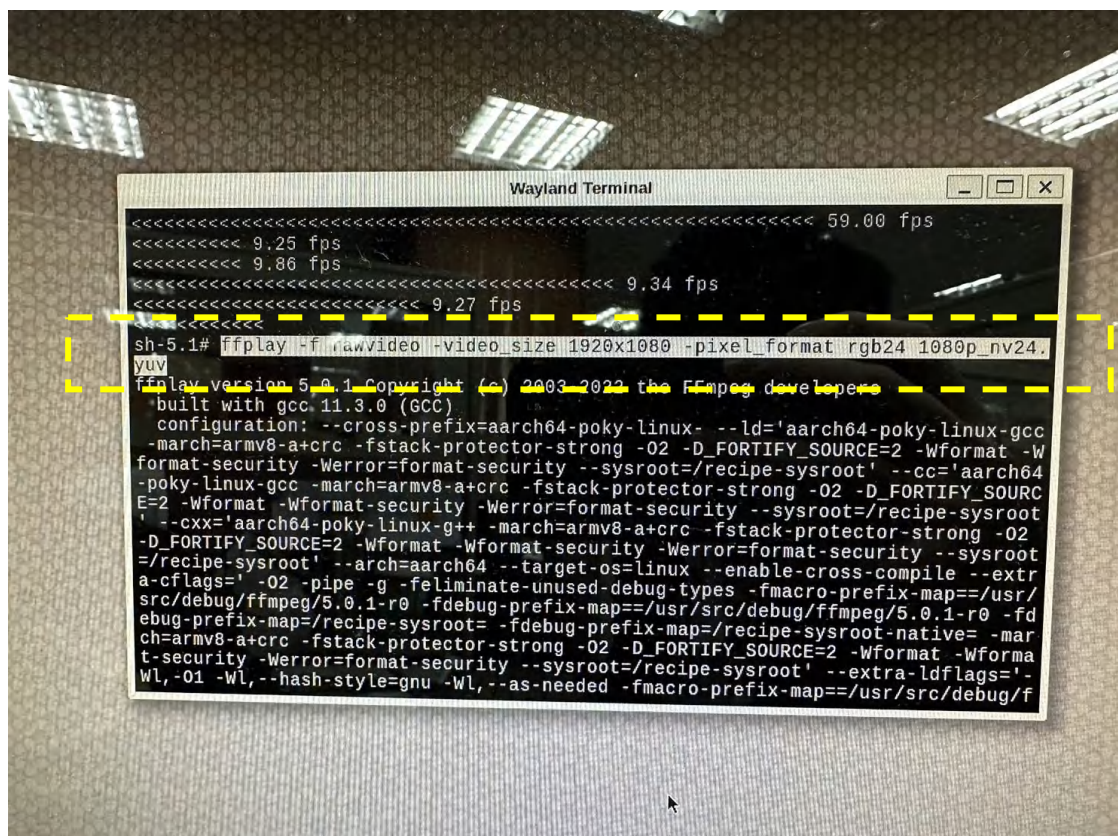 Wayland Terminal
<<<<<<<<<<<<<<<<<<<<<<<<<<<<<<<<<<<<<<<<<<<<<<<<<<<<<<<<<<<<<<< 59.00 fps
<<<<<<<<<< 9.25 fps
<<<<<<<<<< 9.86 fps
<<<<<<<<<<<<<<<<<<<<<<<<<<<<<<<<<<<<<<<<<<<<< 9.34 fps
<<<<<<<<<<<<<<<<<<<<<<<<<<< 9.27 fps
<<<<<<<<<<<<
sh-5.1# ffplay -f rawvideo -video_size 1920x1080 -pixel_format rgb24 1080p_nv24.
yuv
ffplay version 5.0.1 Copyright (c) 2003-2022 the FFmpeg developers
built with gcc 11.3.0 (GCC)
configuration: --cross-prefix=aarch64-poky-linux- --ld='aarch64-poky-linux-gcc
-march=armv8-a+crc -fstack-protector-strong -O2 -D_FORTIFY_SOURCE=2 -Wformat -W
format-security -Werror=format-security --sysroot=/recipe-sysroot' --cc='aarch64
-poky-linux-gcc -march=armv8-a+crc -fstack-protector-strong -O2 -D_FORTIFY_SOURC
E=2 -Wformat -Wformat-security -Werror=format-security --sysroot=/recipe-sysroot
' --cxx='aarch64-poky-linux-g++ -march=armv8-a+crc -fstack-protector-strong -O2
-D_FORTIFY_SOURCE=2 -Wformat -Wformat-security -Werror=format-security --sysroot
=/recipe-sysroot' --arch=aarch64 --target-os=linux --enable-cross-compile --extr
a-cflags=' -O2 -pipe -g -feliminate-unused-debug-types -fmacro-prefix-map==/usr/
src/debug/ffmpeg/5.0.1-r0 -fdebug-prefix-map==/usr/src/debug/ffmpeg/5.0.1-r0 -fd
ebug-prefix-map=/recipe-sysroot= -fdebug-prefix-map=/recipe-sysroot-native= -mar
ch=armv8-a+crc -fstack-protector-strong -O2 -D_FORTIFY_SOURCE=2 -Wformat -Wforma
t-security -Werror=format-security --sysroot=/recipe-sysroot' --extra-ldflags='-
Wl,-O1 -Wl,--hash-style=gnu -Wl,--as-needed -fmacro-prefix-map==/usr/src/debug/f